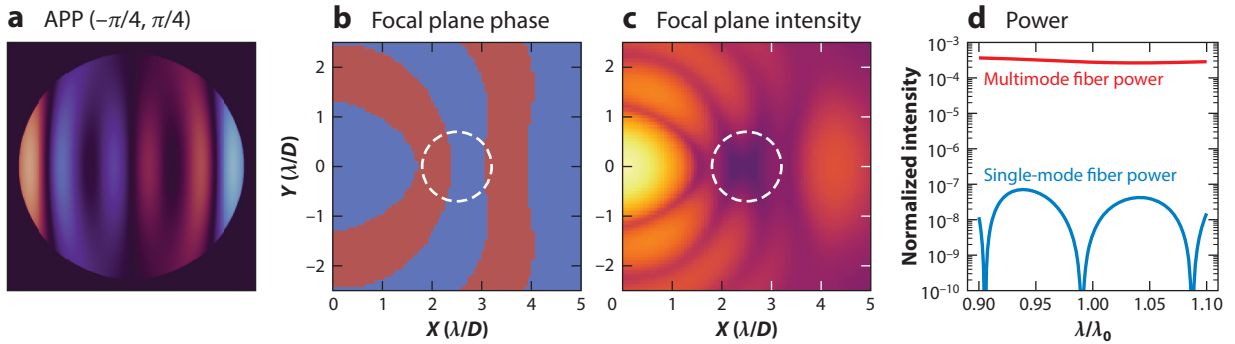 a APP (−π/4, π/4)
b Focal plane phase
c Focal plane intensity
d Power
2
1
0
−1
−2
Y (λ/D)
0 1 2 3 4 5
X (λ/D)
2
1
0
−1
−2
0 1 2 3 4 5
X (λ/D)
Normalized intensity
10⁻³
10⁻⁴
10⁻⁵
10⁻⁶
10⁻⁷
10⁻⁸
10⁻⁹
10⁻¹⁰
Multimode fiber power
Single-mode fiber power
0.90 0.95 1.00 1.05 1.10
λ/λ₀